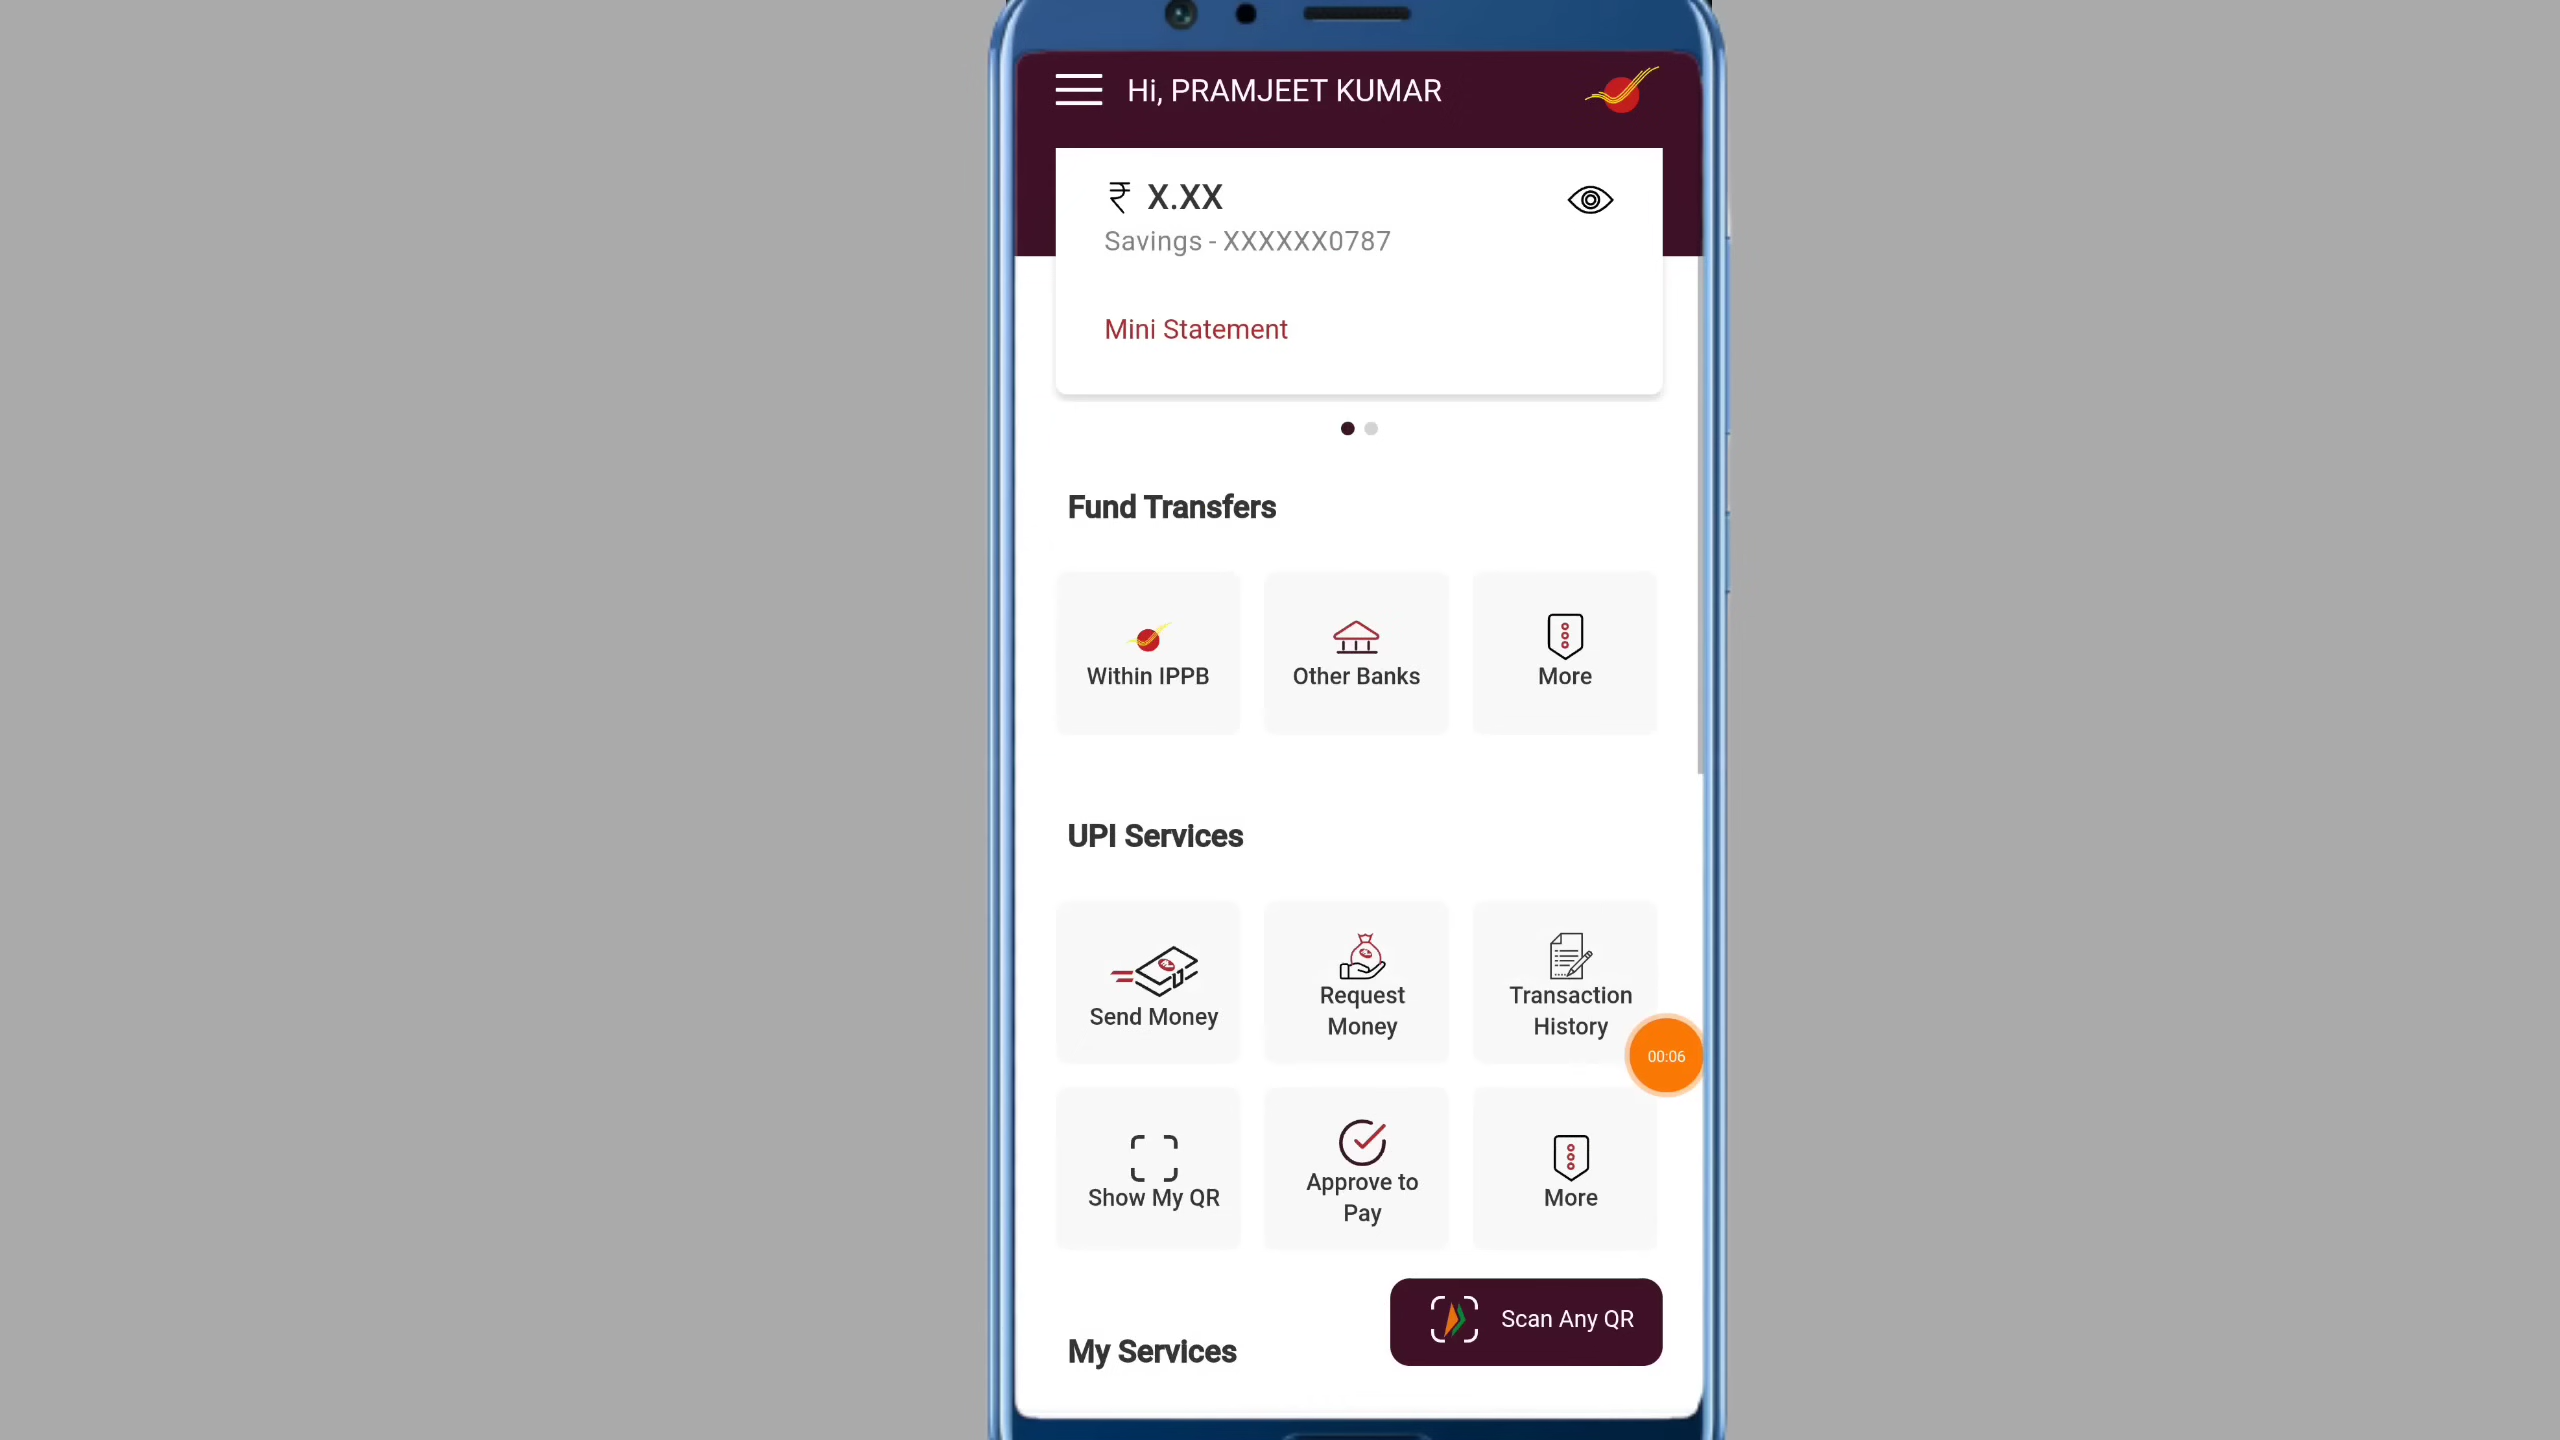 Hi, PRAMJEET KUMAR
₹ X.XX
Savings - XXXXXX0787
Mini Statement
Fund Transfers
Within IPPB
Other Banks
More
UPI Services
Send Money
Request
Money
Transaction
History
00:06
Show My QR
Approve to
Pay
More
Scan Any QR
My Services